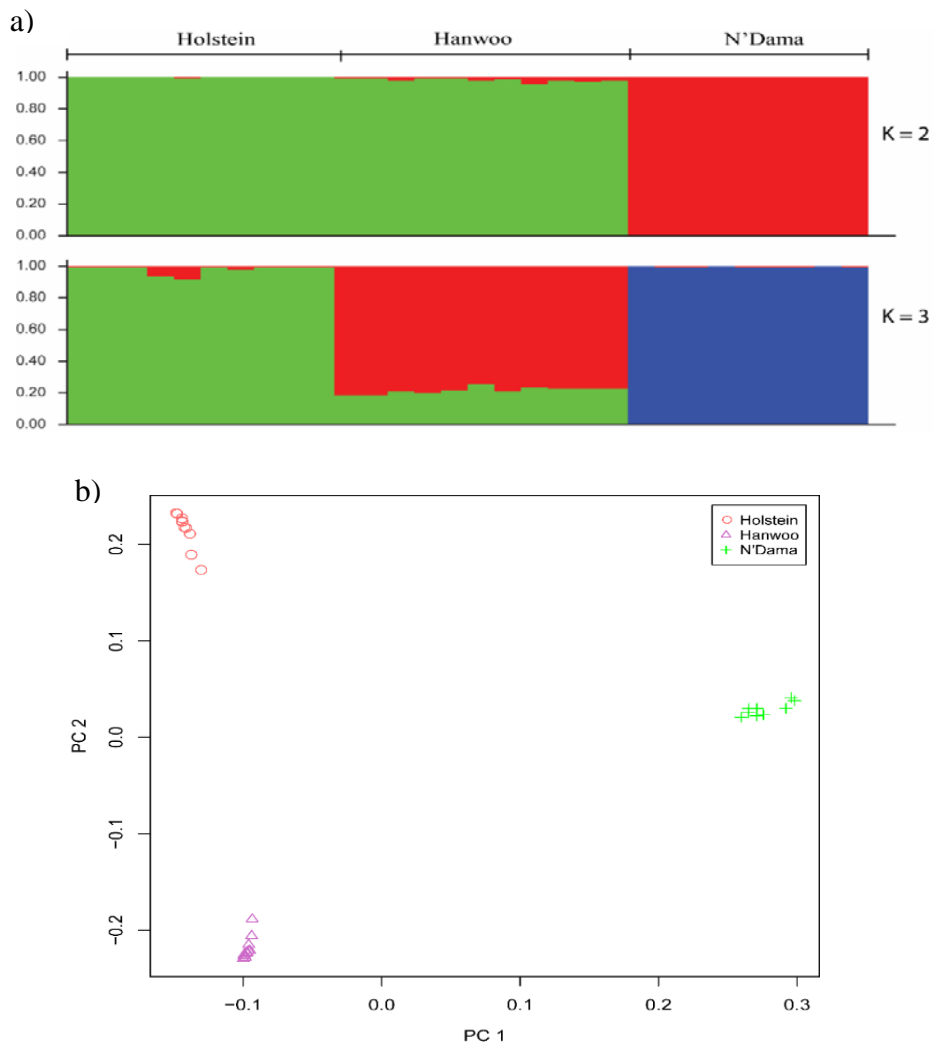 a)
Holstein Hanwoo N'Dama
1.00
0.80
0.60
0.40
0.20
0.00
K = 2
1.00
0.80
0.60
0.40
0.20
0.00
K = 3
b)
Holstein
Hanwoo
N'Dama
PC 2
0.2
0.1
0.0
−0.1
−0.2
−0.1 0.0 0.1 0.2 0.3
PC 1